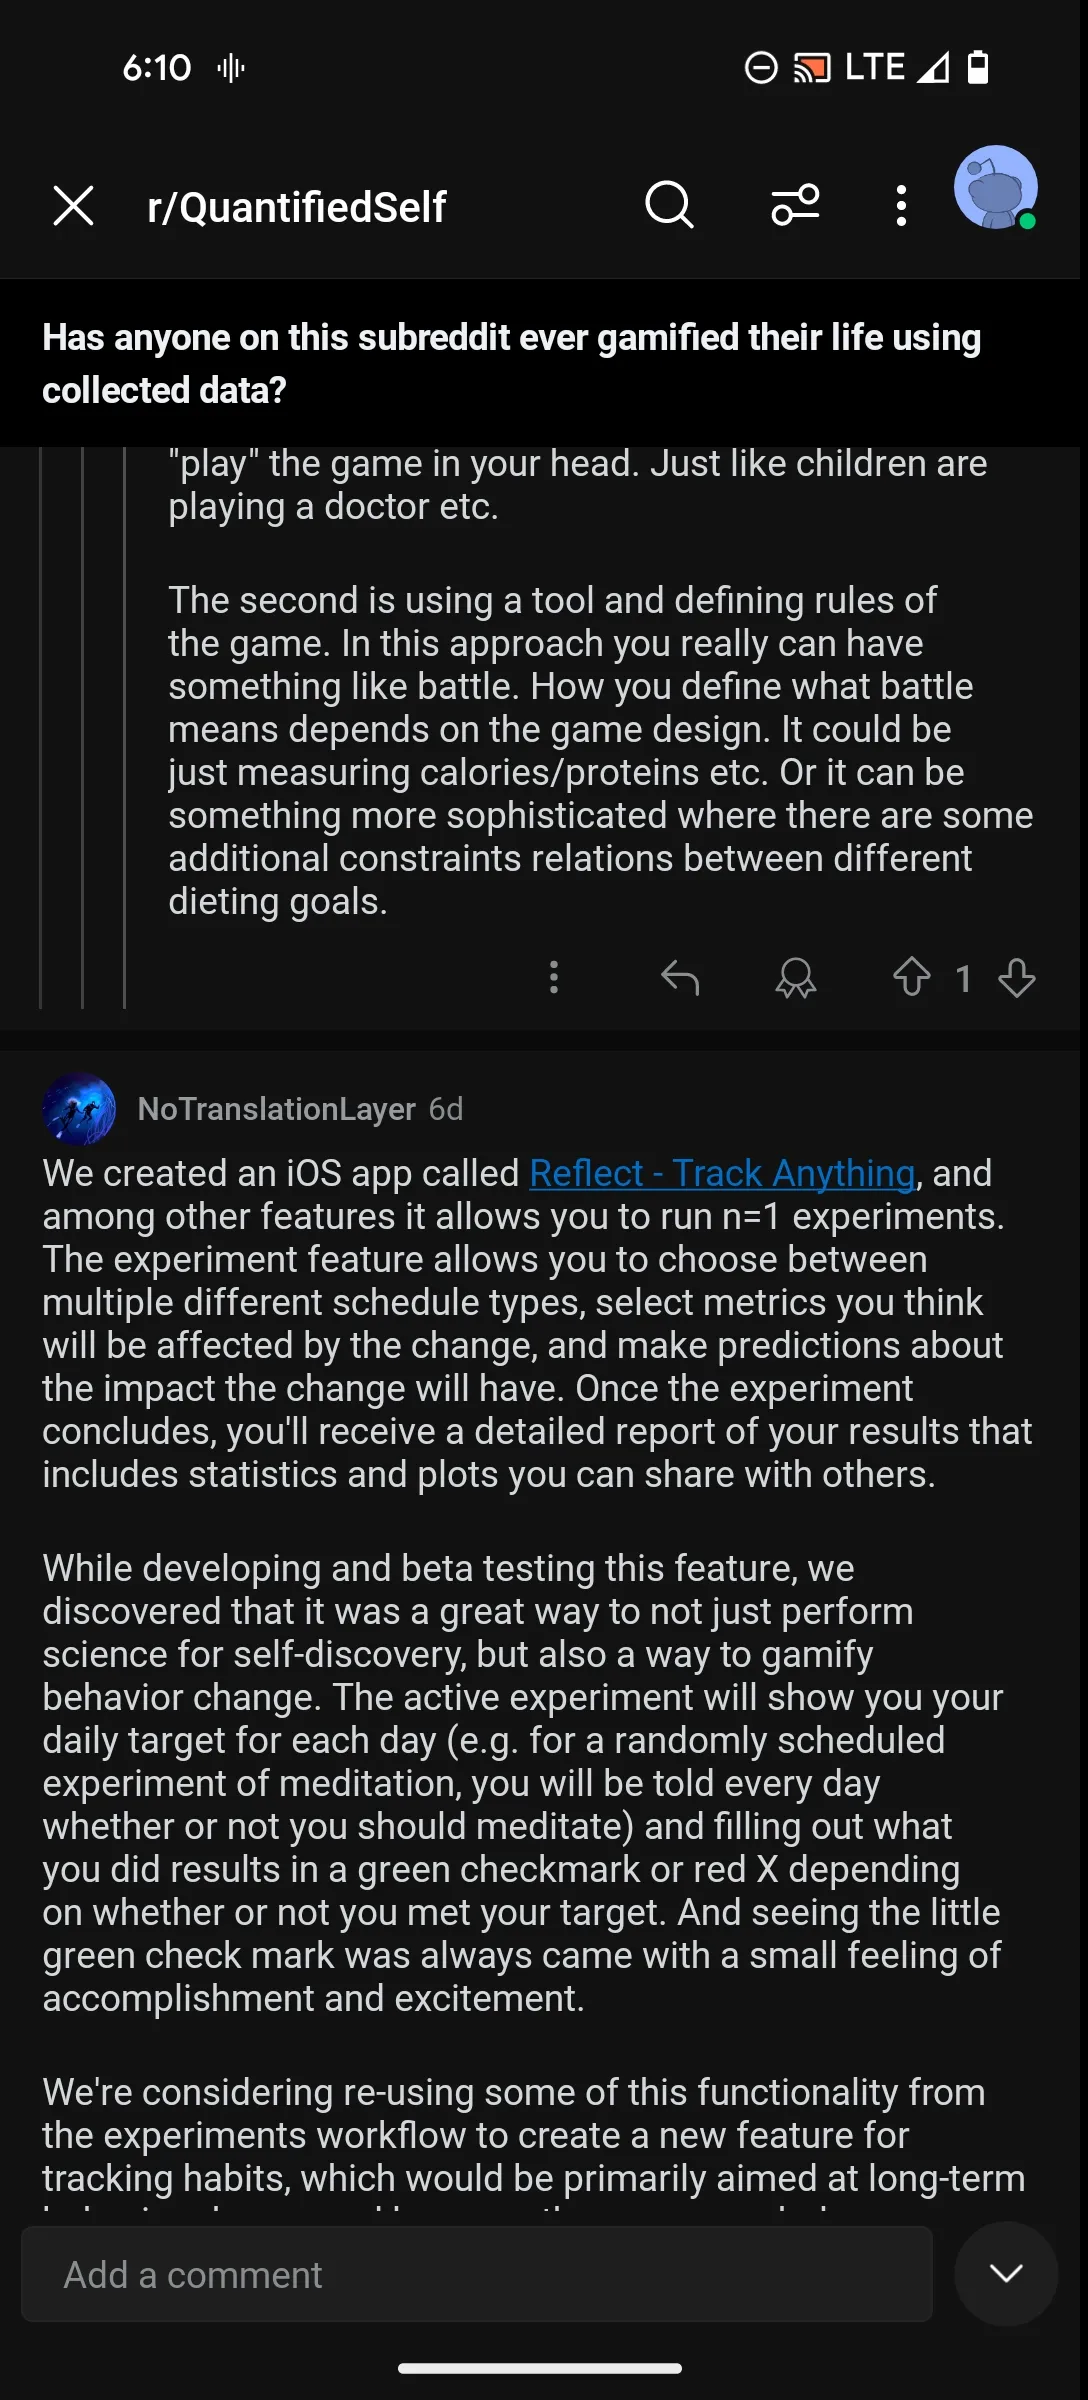 6:10
LTE
r/QuantifiedSelf
Has anyone on this subreddit ever gamified their life using
collected data?
"play" the game in your head. Just like children are
playing a doctor etc.
The second is using a tool and defining rules of
the game. In this approach you really can have
something like battle. How you define what battle
means depends on the game design. It could be
just measuring calories/proteins etc. Or it can be
something more sophisticated where there are some
additional constraints relations between different
dieting goals.
1
NoTranslationLayer 6d
We created an iOS app called Reflect - Track Anything, and
among other features it allows you to run n=1 experiments.
The experiment feature allows you to choose between
multiple different schedule types, select metrics you think
will be affected by the change, and make predictions about
the impact the change will have. Once the experiment
concludes, you'll receive a detailed report of your results that
includes statistics and plots you can share with others.
While developing and beta testing this feature, we
discovered that it was a great way to not just perform
science for self-discovery, but also a way to gamify
behavior change. The active experiment will show you your
daily target for each day (e.g. for a randomly scheduled
experiment of meditation, you will be told every day
whether or not you should meditate) and filling out what
you did results in a green checkmark or red X depending
on whether or not you met your target. And seeing the little
green check mark was always came with a small feeling of
accomplishment and excitement.
We're considering re-using some of this functionality from
the experiments workflow to create a new feature for
tracking habits, which would be primarily aimed at long-term
Add a comment